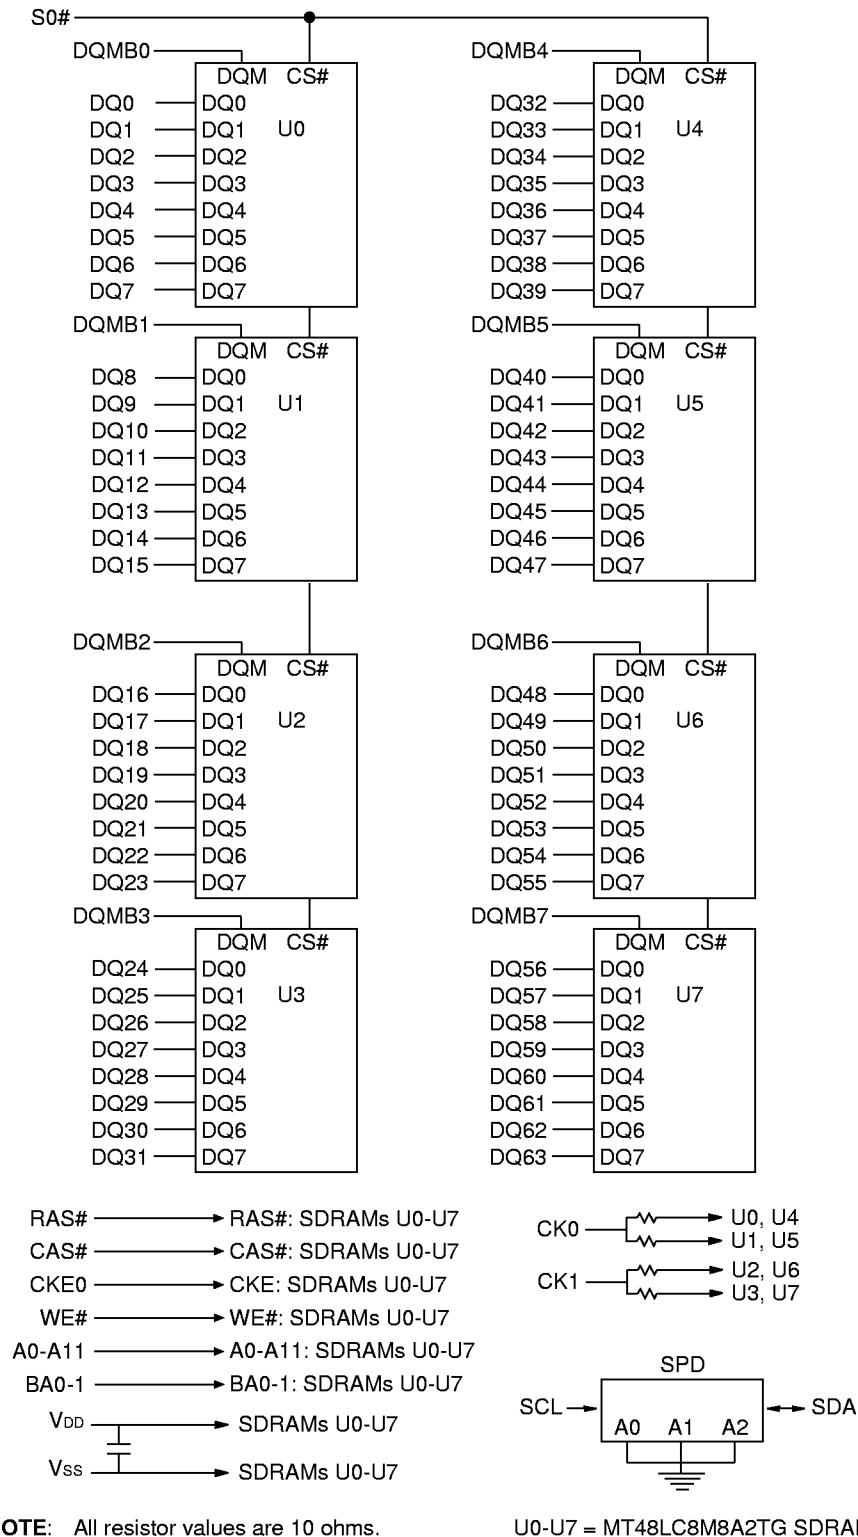 S0#
DQMB0
DQM CS#
DQ0 DQ0
DQ1 DQ1 U0
DQ2 DQ2
DQ3 DQ3
DQ4 DQ4
DQ5 DQ5
DQ6 DQ6
DQ7 DQ7
DQMB1
DQM CS#
DQ8 DQ0
DQ9 DQ1 U1
DQ10 DQ2
DQ11 DQ3
DQ12 DQ4
DQ13 DQ5
DQ14 DQ6
DQ15 DQ7
DQMB2
DQM CS#
DQ16 DQ0
DQ17 DQ1 U2
DQ18 DQ2
DQ19 DQ3
DQ20 DQ4
DQ21 DQ5
DQ22 DQ6
DQ23 DQ7
DQMB3
DQM CS#
DQ24 DQ0
DQ25 DQ1 U3
DQ26 DQ2
DQ27 DQ3
DQ28 DQ4
DQ29 DQ5
DQ30 DQ6
DQ31 DQ7
DQMB4
DQM CS#
DQ32 DQ0
DQ33 DQ1 U4
DQ34 DQ2
DQ35 DQ3
DQ36 DQ4
DQ37 DQ5
DQ38 DQ6
DQ39 DQ7
DQMB5
DQM CS#
DQ40 DQ0
DQ41 DQ1 U5
DQ42 DQ2
DQ43 DQ3
DQ44 DQ4
DQ45 DQ5
DQ46 DQ6
DQ47 DQ7
DQMB6
DQM CS#
DQ48 DQ0
DQ49 DQ1 U6
DQ50 DQ2
DQ51 DQ3
DQ52 DQ4
DQ53 DQ5
DQ54 DQ6
DQ55 DQ7
DQMB7
DQM CS#
DQ56 DQ0
DQ57 DQ1 U7
DQ58 DQ2
DQ59 DQ3
DQ60 DQ4
DQ61 DQ5
DQ62 DQ6
DQ63 DQ7
RAS# RAS#: SDRAMs U0-U7
CAS# CAS#: SDRAMs U0-U7
CKE0 CKE: SDRAMs U0-U7
WE# WE#: SDRAMs U0-U7
A0-A11 A0-A11: SDRAMs U0-U7
BA0-1 BA0-1: SDRAMs U0-U7
VDD SDRAMs U0-U7
VSS SDRAMs U0-U7
CK0
U0, U4
U1, U5
CK1
U2, U6
U3, U7
SPD
SCL SDA
A0 A1 A2
OTE: All resistor values are 10 ohms.
U0-U7 = MT48LC8M8A2TG SDRA